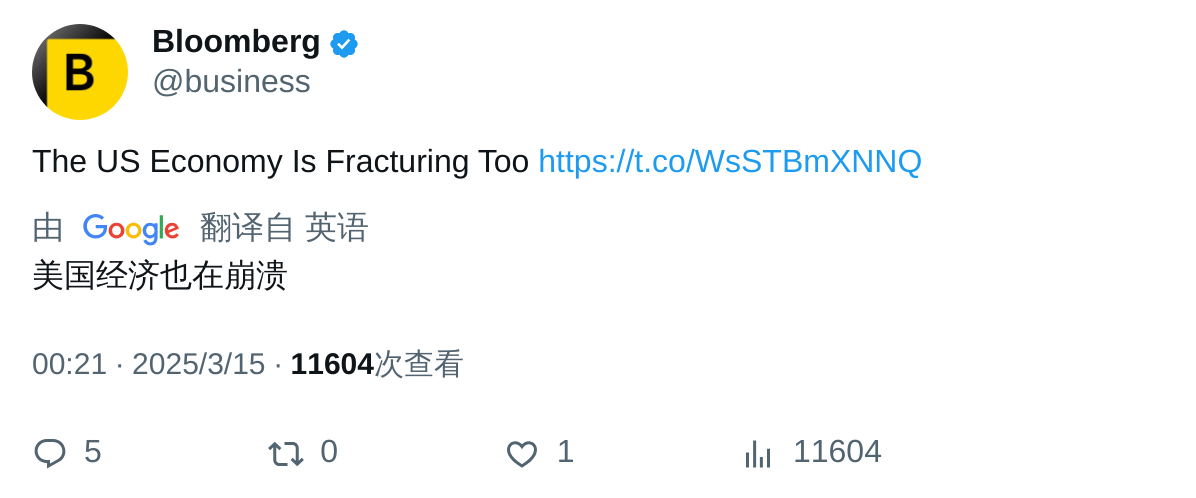 B
Bloomberg
@business
The US Economy Is Fracturing Too https://t.co/WsSTBmXNNQ
由 Google 翻译自 英语
美国经济也在崩溃
00:21 · 2025/3/15 · 11604次查看
5 0 1 11604